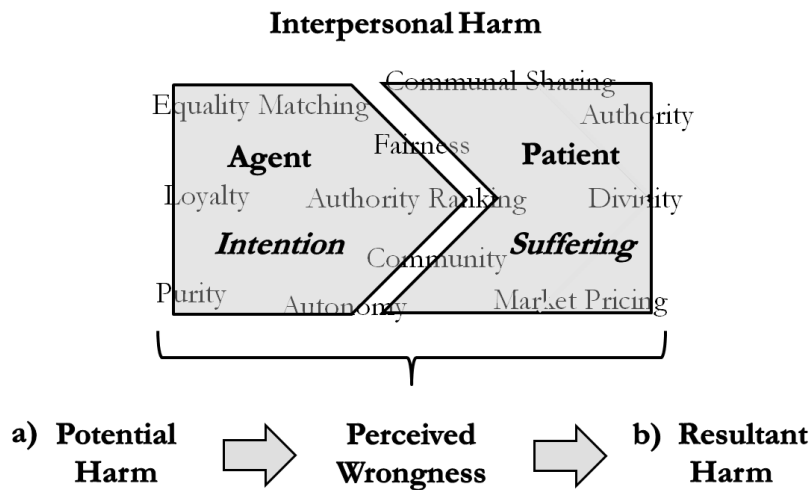 Interpersonal Harm
Communal Sharing
Equality Matching
Authority
Fairness
Agent
Patient
Loyalty
Authority Ranking
Divinity
Intention
Suffering
Community
Purity
Autonomy
Market Pricing
a) Potential Harm
Perceived Wrongness
b) Resultant Harm